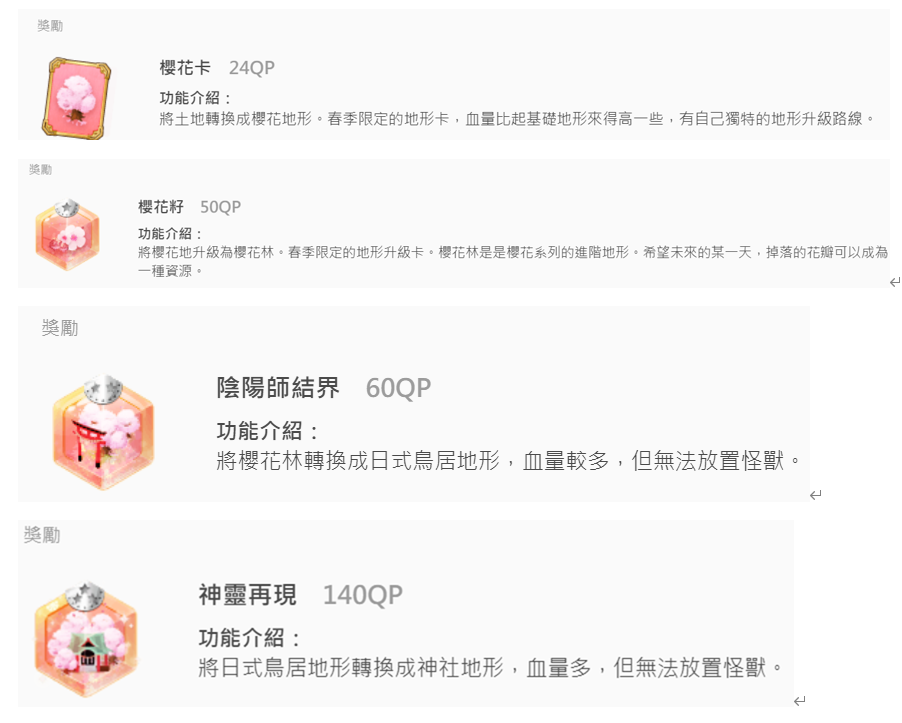 獎勵
櫻花卡 24QP
功能介紹：
將土地轉換成櫻花地形。春季限定的地形卡，血量比起基礎地形來得高一些，有自己獨特的地形升級路線。
獎勵
櫻花籽 50QP
功能介紹：
將櫻花地升級為櫻花林。春季限定的地形升級卡。櫻花林是是櫻花系列的進階地形。希望未來的某一天，掉落的花瓣可以成為
一種資源。
獎勵
陰陽師結界 60QP
功能介紹：
將櫻花林轉換成日式鳥居地形，血量較多，但無法放置怪獸。
獎勵
神靈再現 140QP
功能介紹：
將日式鳥居地形轉換成神社地形，血量多，但無法放置怪獸。